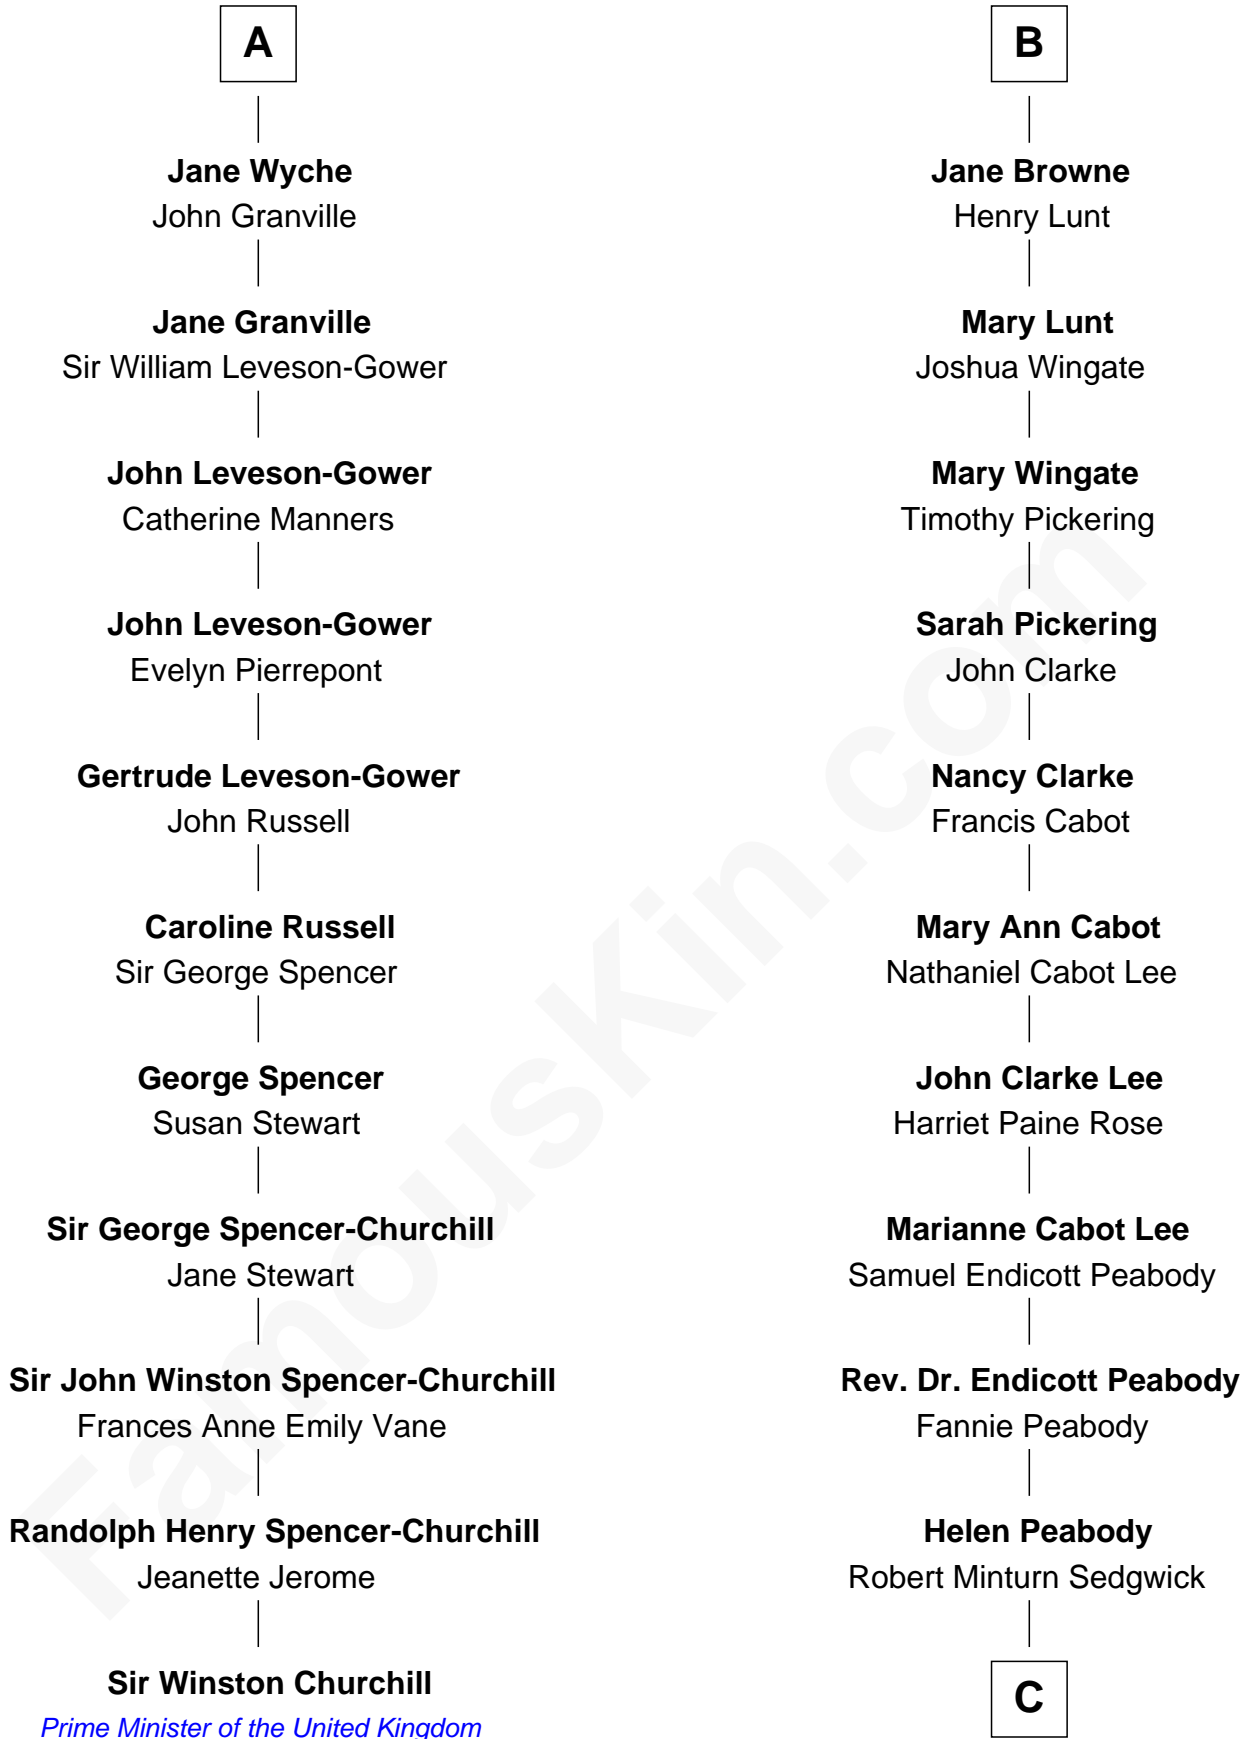 A
Jane Wyche
John Granville
Jane Granville
Sir William Leveson-Gower
John Leveson-Gower
Catherine Manners
John Leveson-Gower
Evelyn Pierrepont
Gertrude Leveson-Gower
John Russell
Caroline Russell
Sir George Spencer
George Spencer
Susan Stewart
Sir George Spencer-Churchill
Jane Stewart
Sir John Winston Spencer-Churchill
Frances Anne Emily Vane
Randolph Henry Spencer-Churchill
Jeanette Jerome
Sir Winston Churchill
Prime Minister of the United Kingdom
B
Jane Browne
Henry Lunt
Mary Lunt
Joshua Wingate
Mary Wingate
Timothy Pickering
Sarah Pickering
John Clarke
Nancy Clarke
Francis Cabot
Mary Ann Cabot
Nathaniel Cabot Lee
John Clarke Lee
Harriet Paine Rose
Marianne Cabot Lee
Samuel Endicott Peabody
Rev. Dr. Endicott Peabody
Fannie Peabody
Helen Peabody
Robert Minturn Sedgwick
C
FamousKin.com